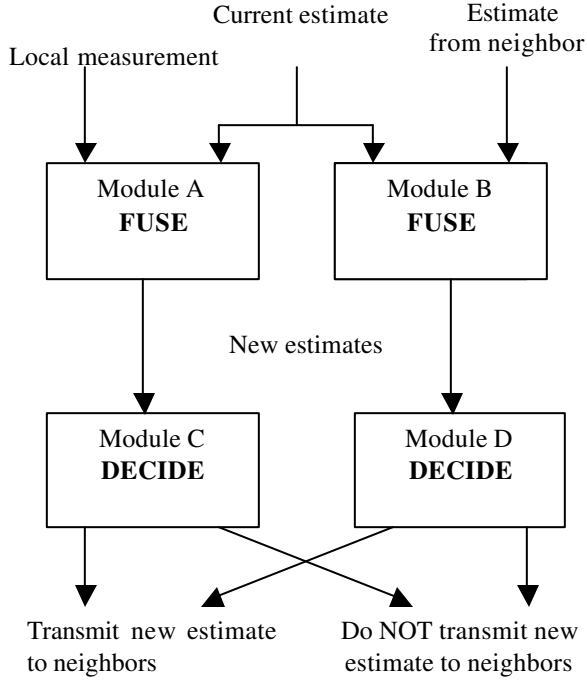 Current estimate
Estimate
from neighbor
Local measurement
Module A
FUSE
Module B
FUSE
New estimates
Module C
DECIDE
Module D
DECIDE
Transmit new estimate
to neighbors
Do NOT transmit new
estimate to neighbors